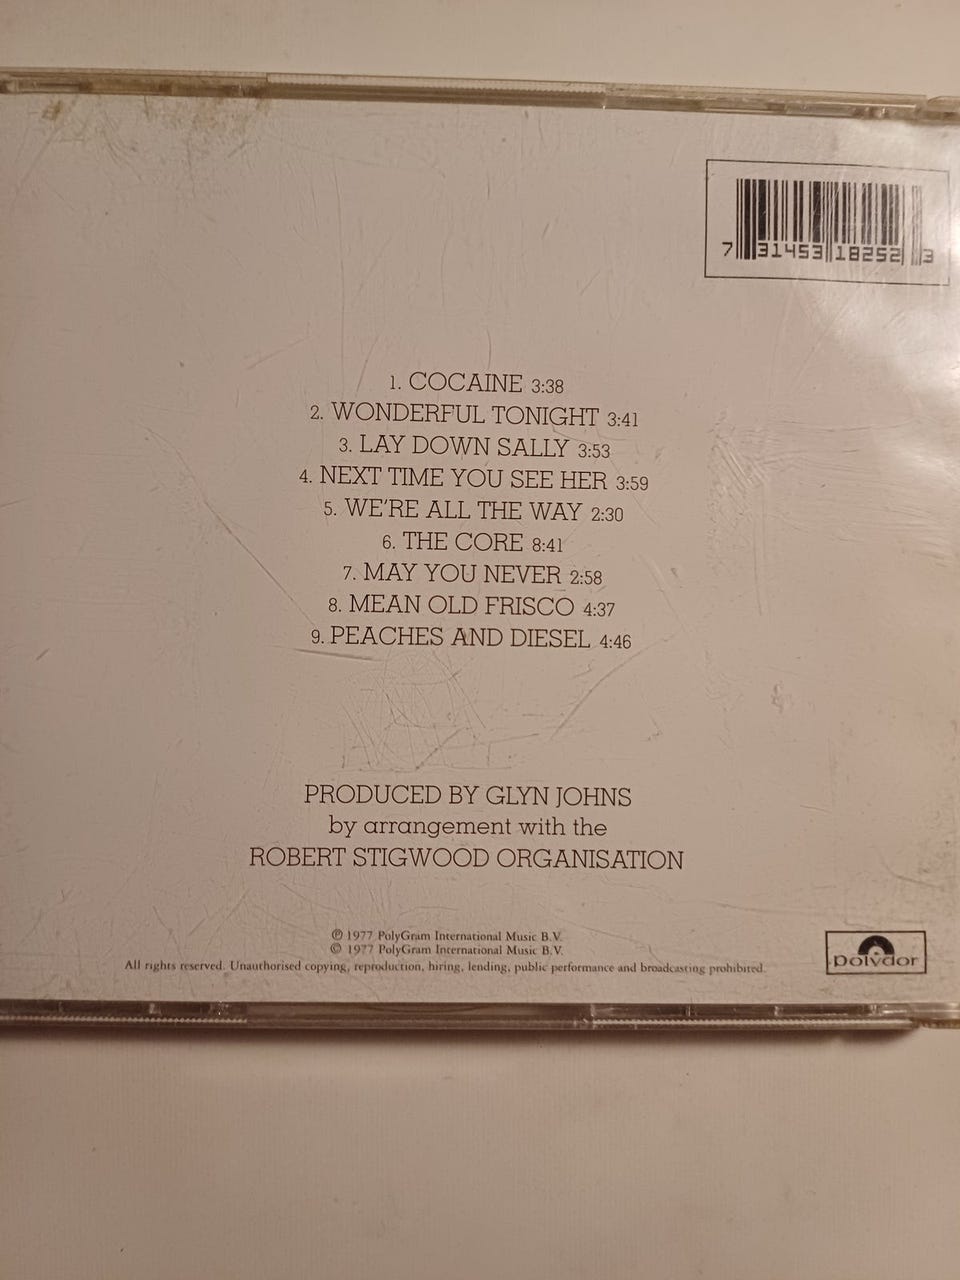 7 31453 18252 3
1. COCAINE 3:38
2. WONDERFUL TONIGHT 3:41
3. LAY DOWN SALLY 3:53
4. NEXT TIME YOU SEE HER 3:59
5. WE'RE ALL THE WAY 2:30
6. THE CORE 8:41
7. MAY YOU NEVER 2:58
8. MEAN OLD FRISCO 4:37
9. PEACHES AND DIESEL 4:46
PRODUCED BY GLYN JOHNS
by arrangement with the
ROBERT STIGWOOD ORGANISATION
℗ 1977 PolyGram International Music B.V.
© 1977 PolyGram International Music B.V.
All rights reserved. Unauthorised copying, reproduction, hiring, lending, public performance and broadcasting prohibited.
polydor